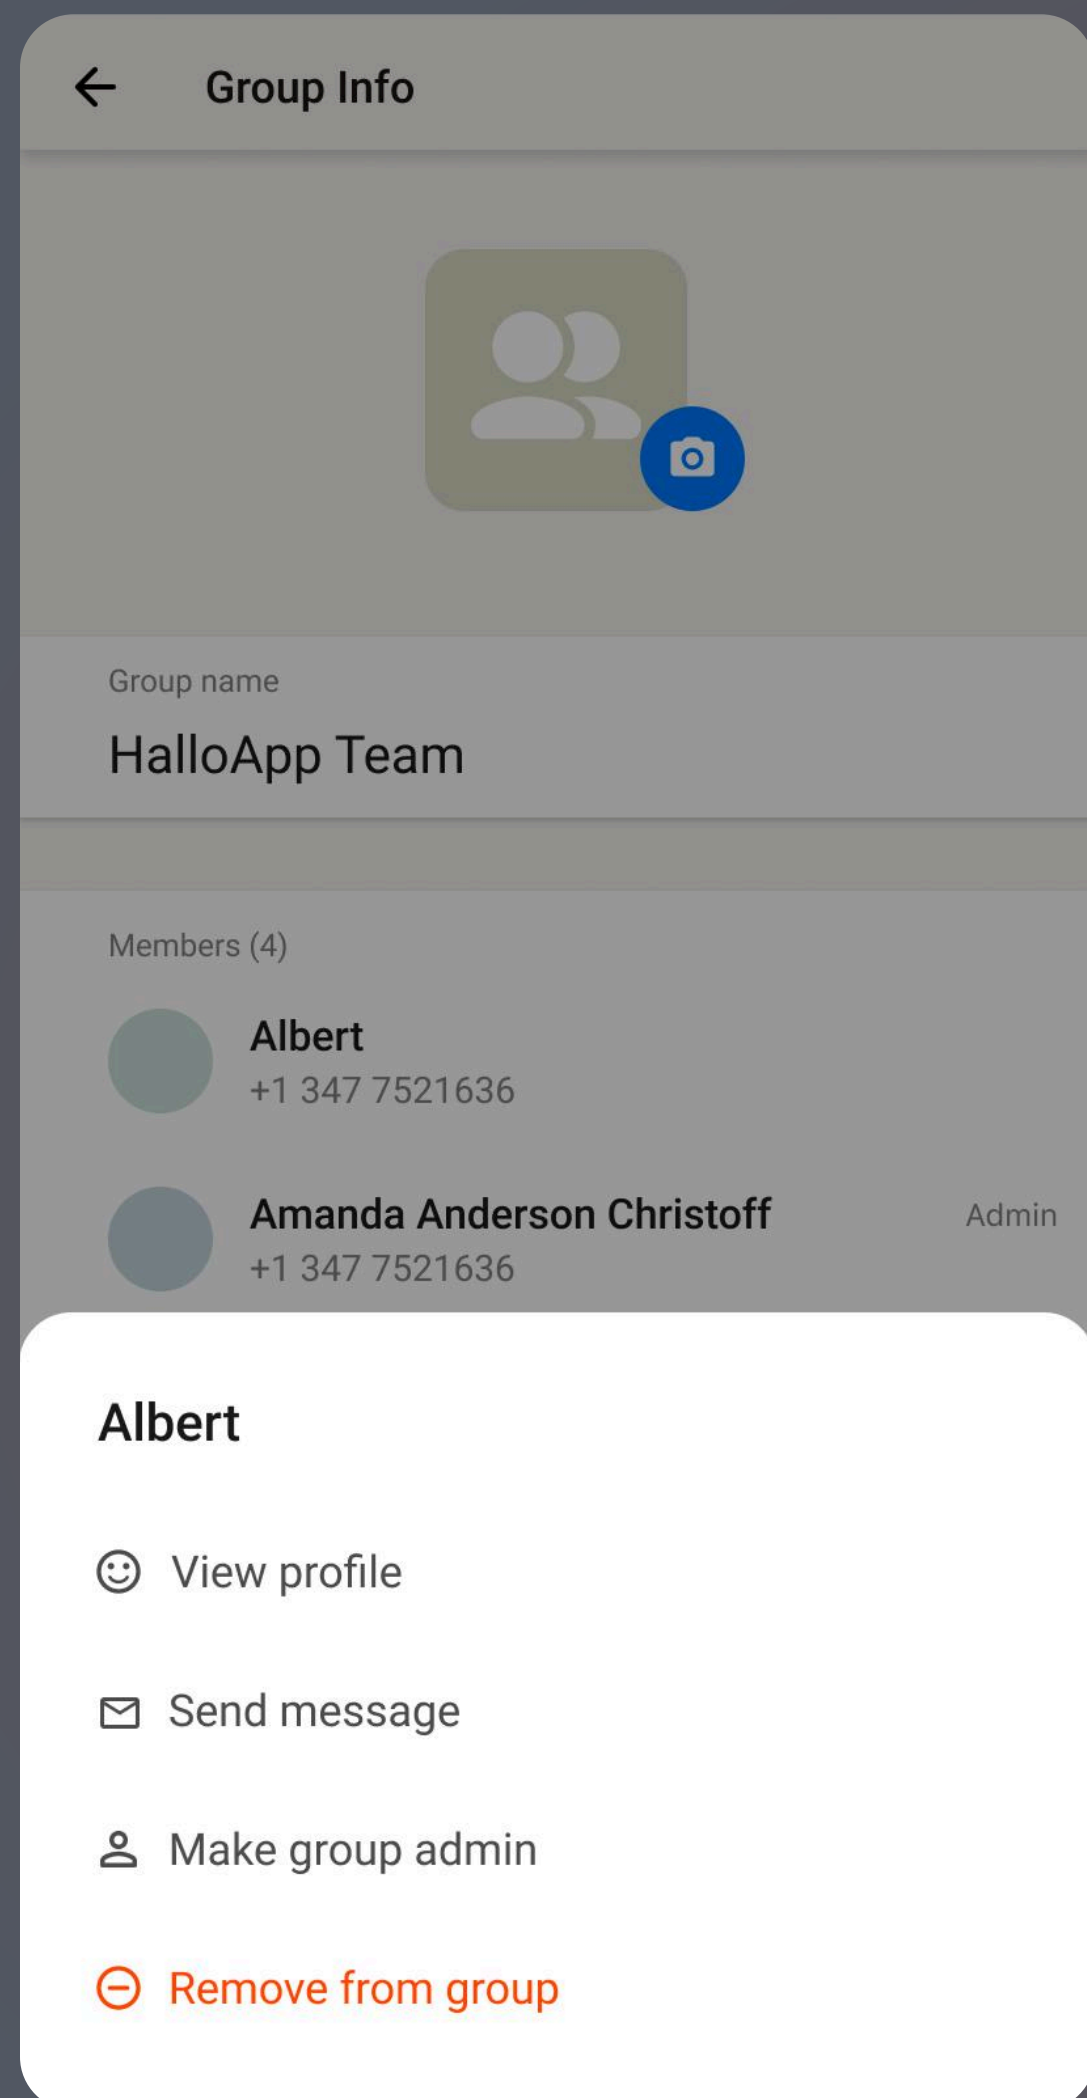 Group Info
Group name
HalloApp Team
Members (4)
Albert
+1 347 7521636
Amanda Anderson Christoff Admin
+1 347 7521636
Albert
View profile
Send message
Make group admin
Remove from group